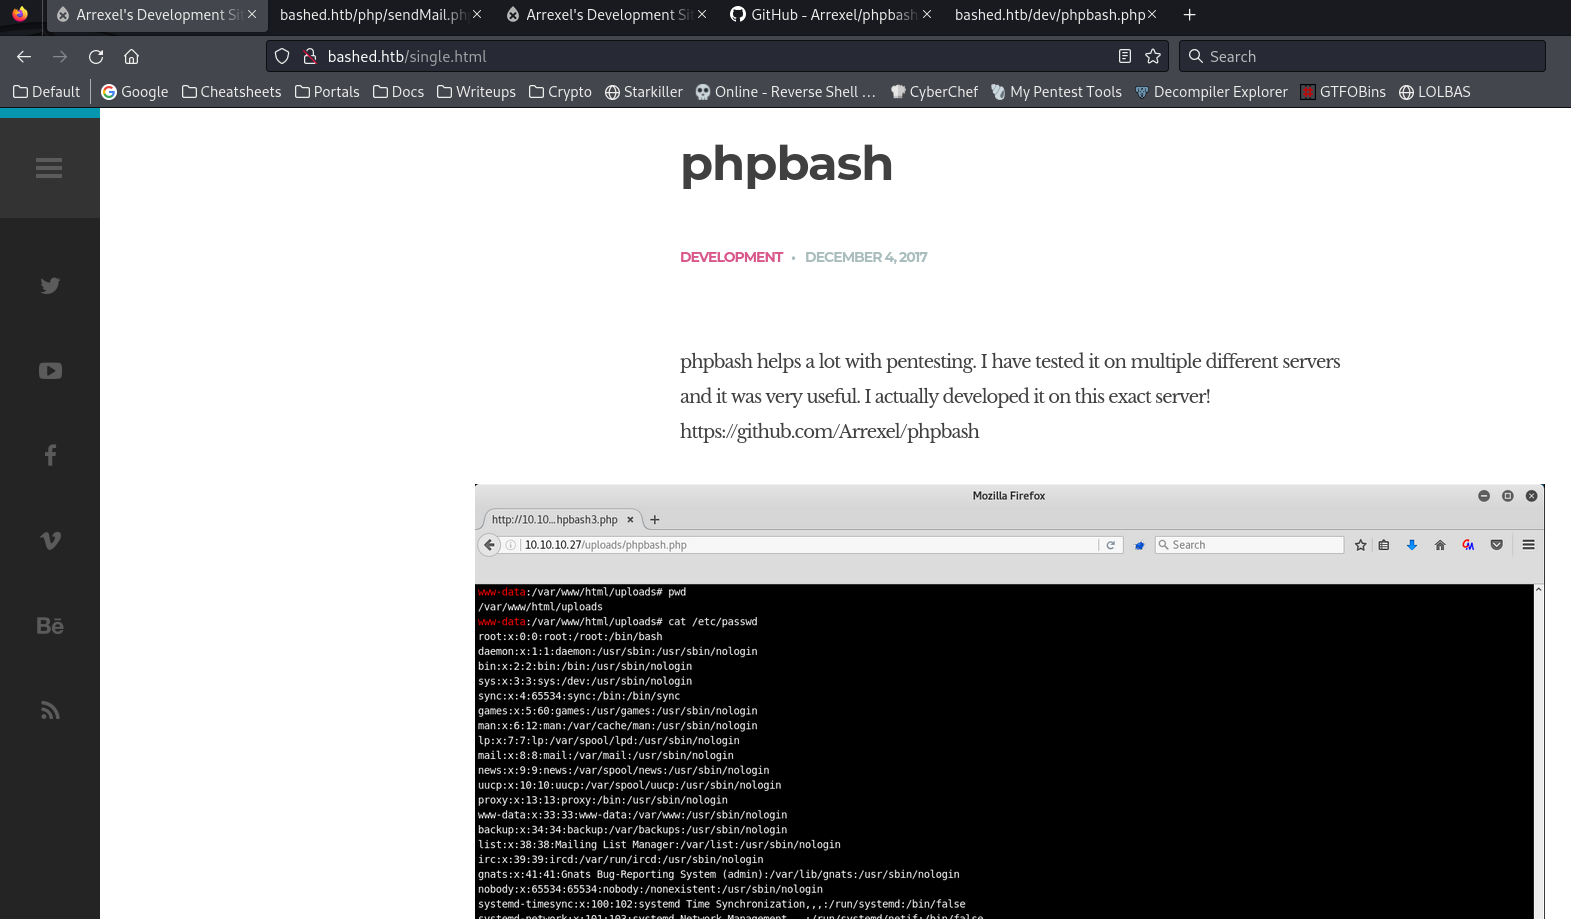 Arrexel's Development Si
bashed.htb/php/sendMail.ph
Arrexel's Development Si
GitHub - Arrexel/phpbash
bashed.htb/dev/phpbash.php
bashed.htb/single.html
Search
Default
Google
Cheatsheets
Portals
Docs
Writeups
Crypto
Starkiller
Online - Reverse Shell …
CyberChef
My Pentest Tools
Decompiler Explorer
GTFOBins
LOLBAS
phpbash
DEVELOPMENT • DECEMBER 4, 2017
phpbash helps a lot with pentesting. I have tested it on multiple different servers
and it was very useful. I actually developed it on this exact server!
https://github.com/Arrexel/phpbash
Bē
Mozilla Firefox
http://10.10...hpbash3.php
10.10.10.27/uploads/phpbash.php
Search
www-data:/var/www/html/uploads# pwd
/var/www/html/uploads
www-data:/var/www/html/uploads# cat /etc/passwd
root:x:0:0:root:/root:/bin/bash
daemon:x:1:1:daemon:/usr/sbin:/usr/sbin/nologin
bin:x:2:2:bin:/bin:/usr/sbin/nologin
sys:x:3:3:sys:/dev:/usr/sbin/nologin
sync:x:4:65534:sync:/bin:/bin/sync
games:x:5:60:games:/usr/games:/usr/sbin/nologin
man:x:6:12:man:/var/cache/man:/usr/sbin/nologin
lp:x:7:7:lp:/var/spool/lpd:/usr/sbin/nologin
mail:x:8:8:mail:/var/mail:/usr/sbin/nologin
news:x:9:9:news:/var/spool/news:/usr/sbin/nologin
uucp:x:10:10:uucp:/var/spool/uucp:/usr/sbin/nologin
proxy:x:13:13:proxy:/bin:/usr/sbin/nologin
www-data:x:33:33:www-data:/var/www:/usr/sbin/nologin
backup:x:34:34:backup:/var/backups:/usr/sbin/nologin
list:x:38:38:Mailing List Manager:/var/list:/usr/sbin/nologin
irc:x:39:39:ircd:/var/run/ircd:/usr/sbin/nologin
gnats:x:41:41:Gnats Bug-Reporting System (admin):/var/lib/gnats:/usr/sbin/nologin
nobody:x:65534:65534:nobody:/nonexistent:/usr/sbin/nologin
systemd-timesync:x:100:102:systemd Time Synchronization,,,:/run/systemd:/bin/false
systemd-network:x:101:103:systemd Network Management,,,:/run/systemd/netif:/bin/false